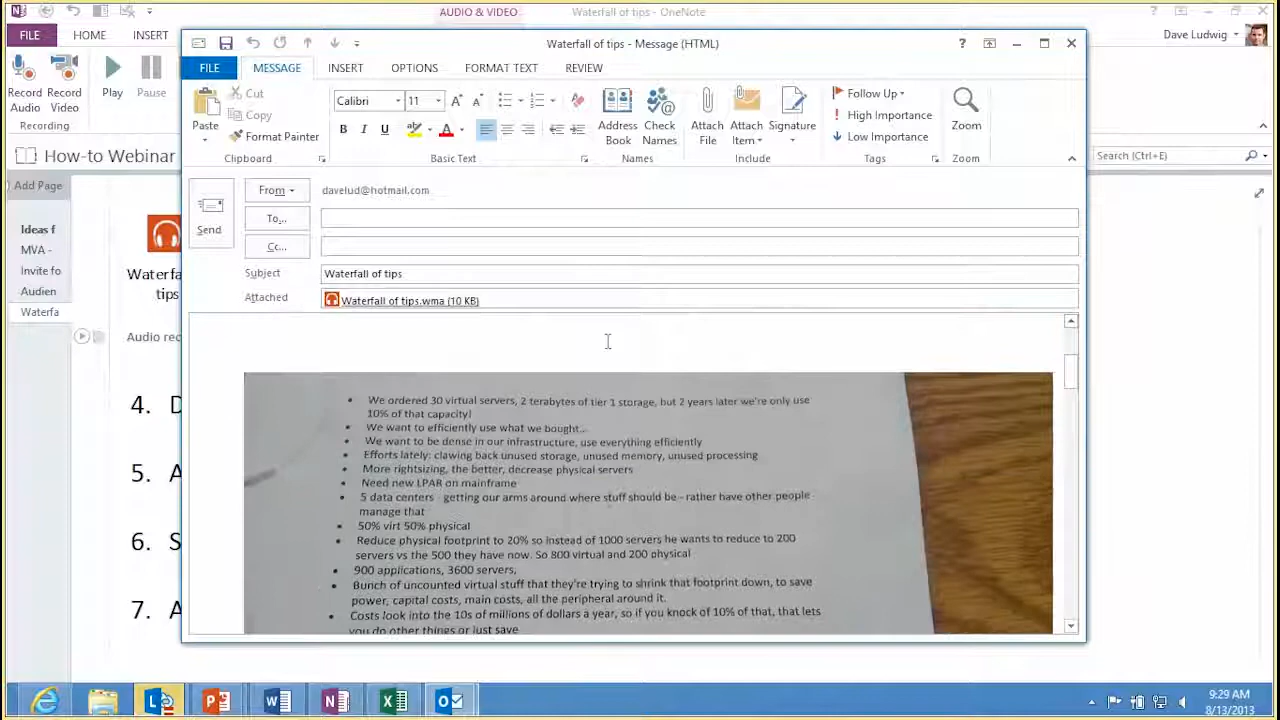 AUDIO & VIDEO
Waterfall of tips - OneNote
FILE
HOME
INSERT
Dave Ludwig
Record Audio
Record Video
Play
Pause
Recording
How-to Webinar
Search (Ctrl+E)
Add Page
Ideas f
MVA -
Invite fo
Audien
Waterfa
Waterfa
tips
Audio rec
4. D
5. A
6. S
7. A
Waterfall of tips - Message (HTML)
FILE
MESSAGE
INSERT
OPTIONS
FORMAT TEXT
REVIEW
Paste
Cut
Copy
Format Painter
Clipboard
Calibri
11
B I U
Basic Text
Address Book
Check Names
Names
Attach File
Attach Item
Signature
Include
Follow Up
High Importance
Low Importance
Tags
Zoom
Zoom
Send
From
davelud@hotmail.com
To...
Cc...
Subject
Waterfall of tips
Attached
Waterfall of tips.wma (10 KB)
• We ordered 30 virtual servers, 2 terabytes of tier 1 storage, but 2 years later we're only use
10% of that capacity!
• We want to efficiently use what we bought...
• We want to be dense in our infrastructure, use everything efficiently
• Efforts lately: clawing back unused storage, unused memory, unused processing
• More rightsizing, the better, decrease physical servers
• Need new LPAR on mainframe
• 5 data centers - getting our arms around where stuff should be - rather have other people
manage that
• 50% virt 50% physical
• Reduce physical footprint to 20% so instead of 1000 servers he wants to reduce to 200
servers vs the 500 they have now. So 800 virtual and 200 physical
• 900 applications, 3600 servers,
• Bunch of uncounted virtual stuff that they're trying to shrink that footprint down, to save
power, capital costs, main costs, all the peripheral around it.
• Costs look into the 10s of millions of dollars a year, so if you knock of 10% of that, that lets
you do other things or just save
9:29 AM
8/13/2013